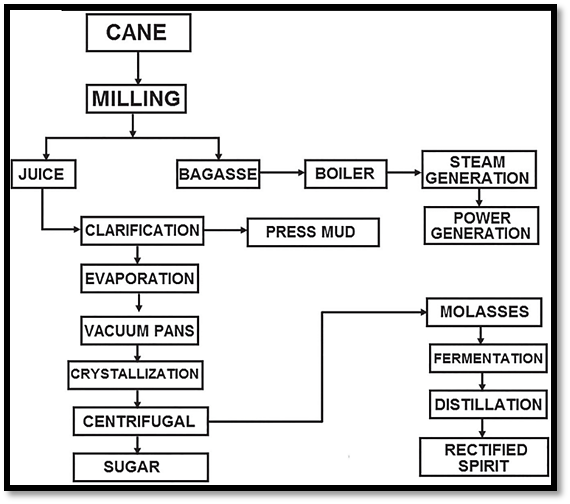 CANE
MILLING
JUICE
BAGASSE
BOILER
STEAM
GENERATION
POWER
GENERATION
CLARIFICATION
PRESS MUD
EVAPORATION
VACUUM PANS
CRYSTALLIZATION
CENTRIFUGAL
SUGAR
MOLASSES
FERMENTATION
DISTILLATION
RECTIFIED
SPIRIT